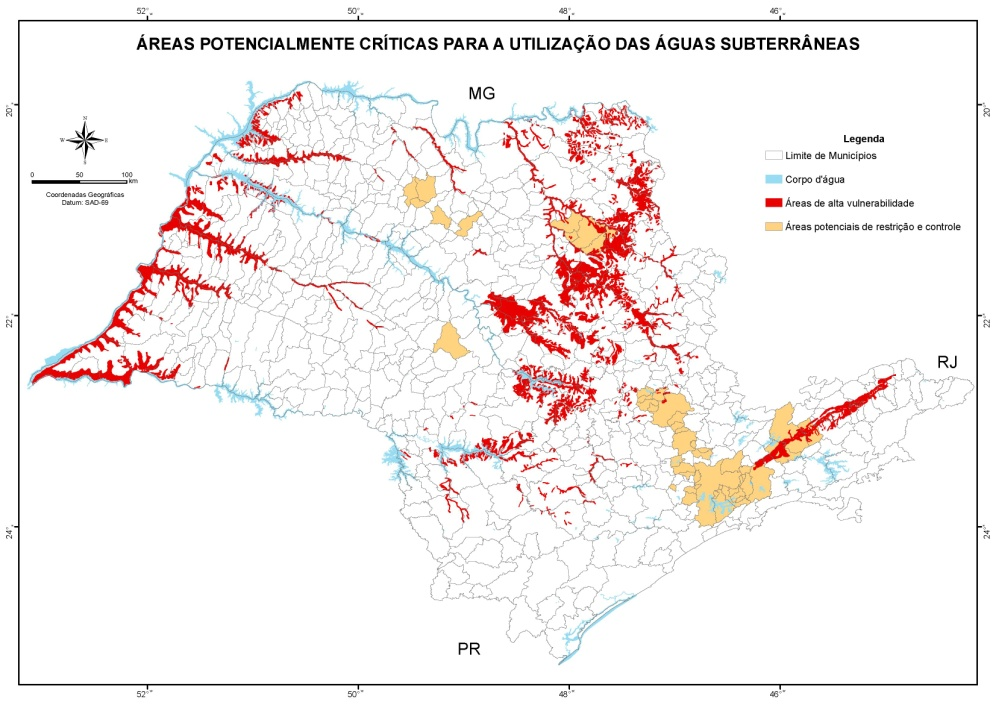 52°
50°
48°
46°
ÁREAS POTENCIALMENTE CRÍTICAS PARA A UTILIZAÇÃO DAS ÁGUAS SUBTERRÂNEAS
MG
20°
20°
N
W
E
S
0 50 100
km
Coordenadas Geográficas
Datum: SAD-69
Legenda
Limite de Municípios
Corpo d'água
Áreas de alta vulnerabilidade
Áreas potenciais de restrição e controle
22°
22°
RJ
24°
24°
PR
52°
50°
48°
46°